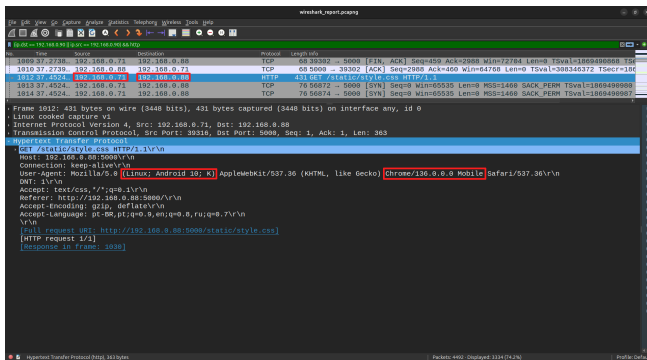 wireshark_report.pcapng
File Edit View Go Capture Analyze Statistics Telephony Wireless Tools Help
No. Time Source Destination Protocol Length Info
1009 37.2738… 192.168.0.71 192.168.0.88 TCP 68 39302 → 5000 [FIN, ACK] Seq=459 Ack=2988 Win=72704 Len=0
1010 37.2739… 192.168.0.88 192.168.0.71 TCP 68 5000 → 39302 [ACK] Seq=2988 Ack=460 Win=64768 Len=0 TSval=308346372
1012 37.4524… 192.168.0.71 192.168.0.88 HTTP 431 GET /static/style.css HTTP/1.1
1013 37.4524… 192.168.0.71 192.168.0.88 TCP 76 56872 → 5000 [SYN] Seq=0 Win=65535 Len=0 MSS=1460 SACK_PERM
1014 37.4524… 192.168.0.71 192.168.0.88 TCP 76 56874 → 5000 [SYN] Seq=0 Win=65535 Len=0 MSS=1460 SACK_PERM
Frame 1012: 431 bytes on wire (3448 bits), 431 bytes captured (3448 bits) on interface any, id 0
Linux cooked capture v1
Internet Protocol Version 4, Src: 192.168.0.71, Dst: 192.168.0.88
Transmission Control Protocol, Src Port: 39316, Dst Port: 5000, Seq: 1, Ack: 1, Len: 363
Hypertext Transfer Protocol
GET /static/style.css HTTP/1.1\r\n
Host: 192.168.0.88:5000\r\n
Connection: keep-alive\r\n
User-Agent: Mozilla/5.0 (Linux; Android 10; K) AppleWebKit/537.36 (KHTML, like Gecko) Chrome/136.0.0.0 Mobile Safari/537.36\r\n
DNT: 1\r\n
Accept: text/css,*/*;q=0.1\r\n
Referer: http://192.168.0.88:5000/\r\n
Accept-Encoding: gzip, deflate\r\n
Accept-Language: pt-BR,pt;q=0.9,en;q=0.8,ru;q=0.7\r\n
\r\n
[Full request URI: http://192.168.0.88:5000/static/style.css]
[HTTP request 1/1]
[Response in frame: 1030]
Hypertext Transfer Protocol (http), 363 bytes
Packets: 4492 · Displayed: 3334 (74.2%)